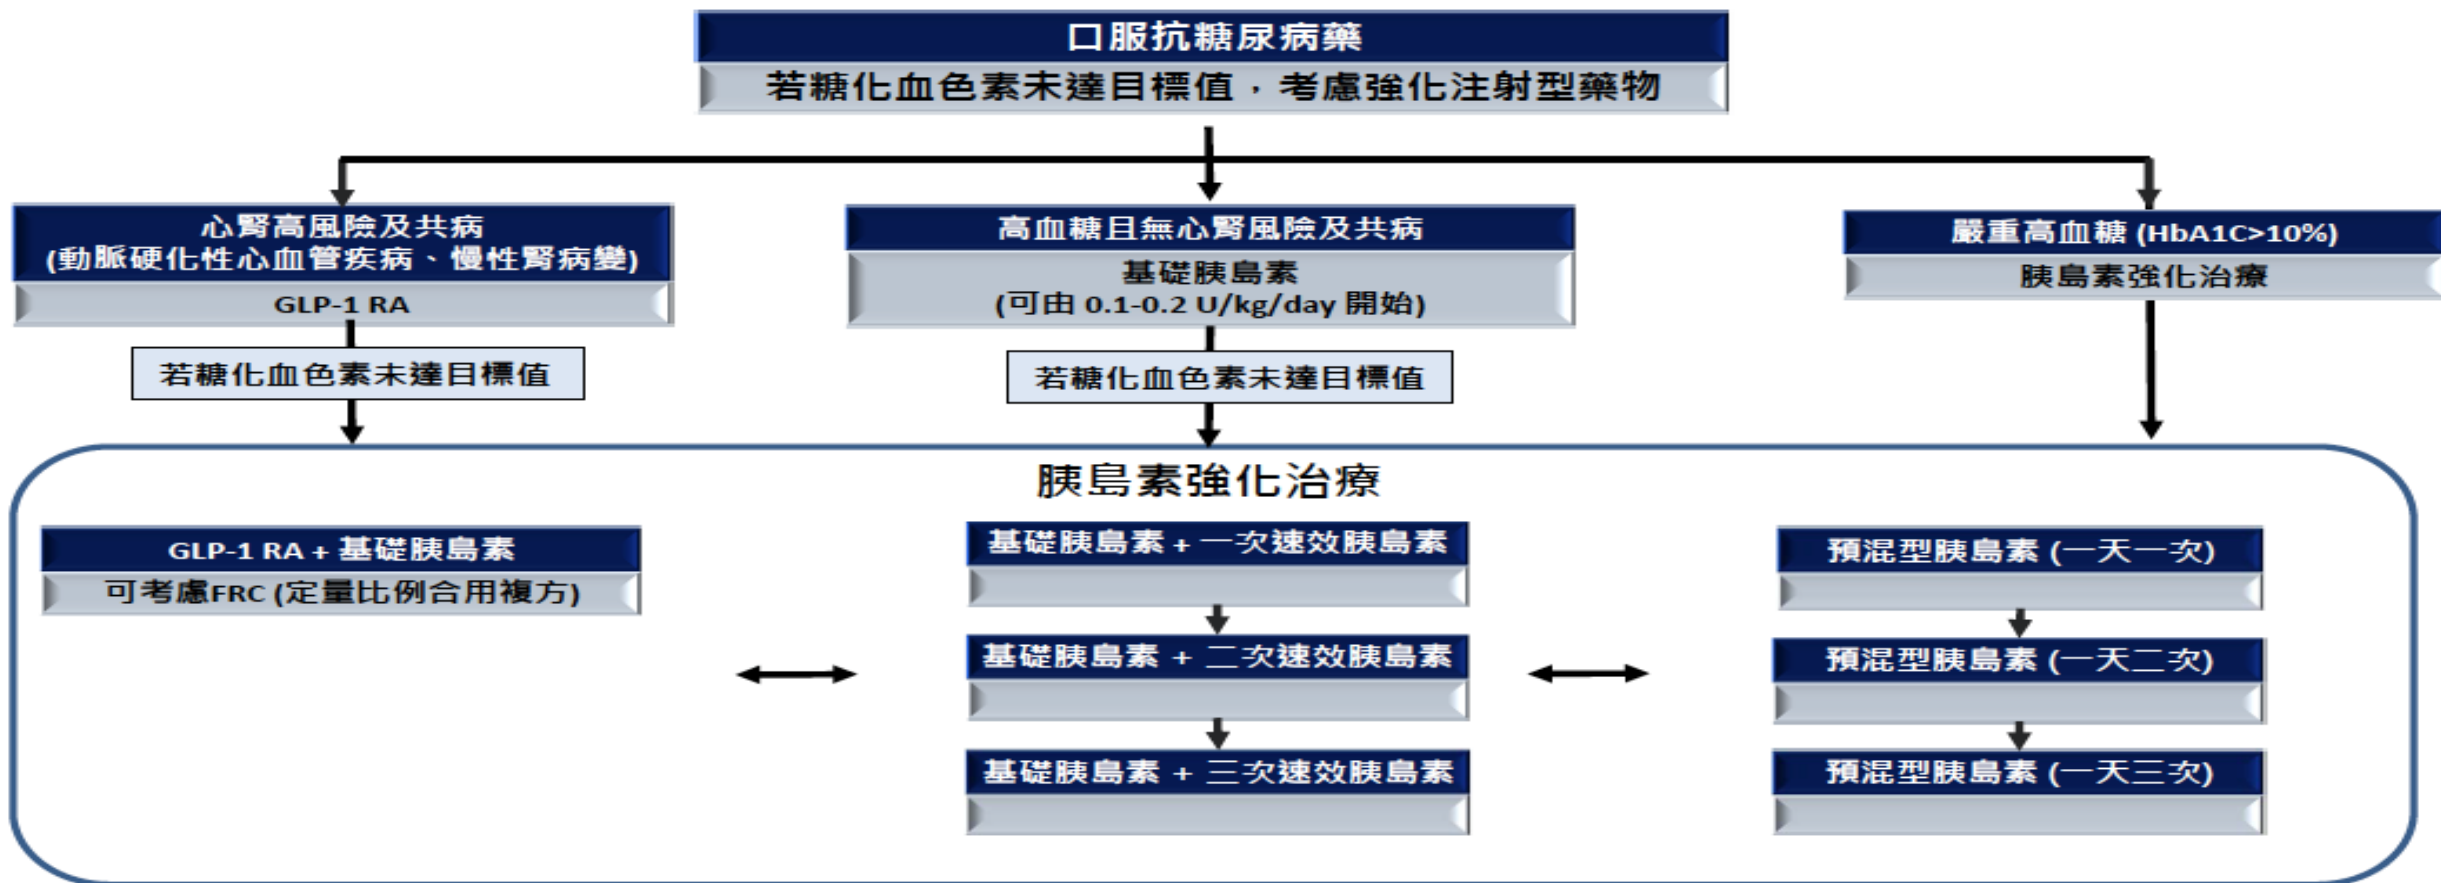 口服抗糖尿病藥
若糖化血色素未達目標值，考慮強化注射型藥物
心腎高風險及共病
(動脈硬化性心血管疾病、慢性腎病變)
GLP-1 RA
高血糖且無心腎風險及共病
基礎胰島素
(可由 0.1-0.2 U/kg/day 開始)
嚴重高血糖 (HbA1C>10%)
胰島素強化治療
若糖化血色素未達目標值
若糖化血色素未達目標值
胰島素強化治療
GLP-1 RA + 基礎胰島素
可考慮FRC (定量比例合用複方)
基礎胰島素 + 一次速效胰島素
基礎胰島素 + 二次速效胰島素
基礎胰島素 + 三次速效胰島素
預混型胰島素 (一天一次)
預混型胰島素 (一天二次)
預混型胰島素 (一天三次)